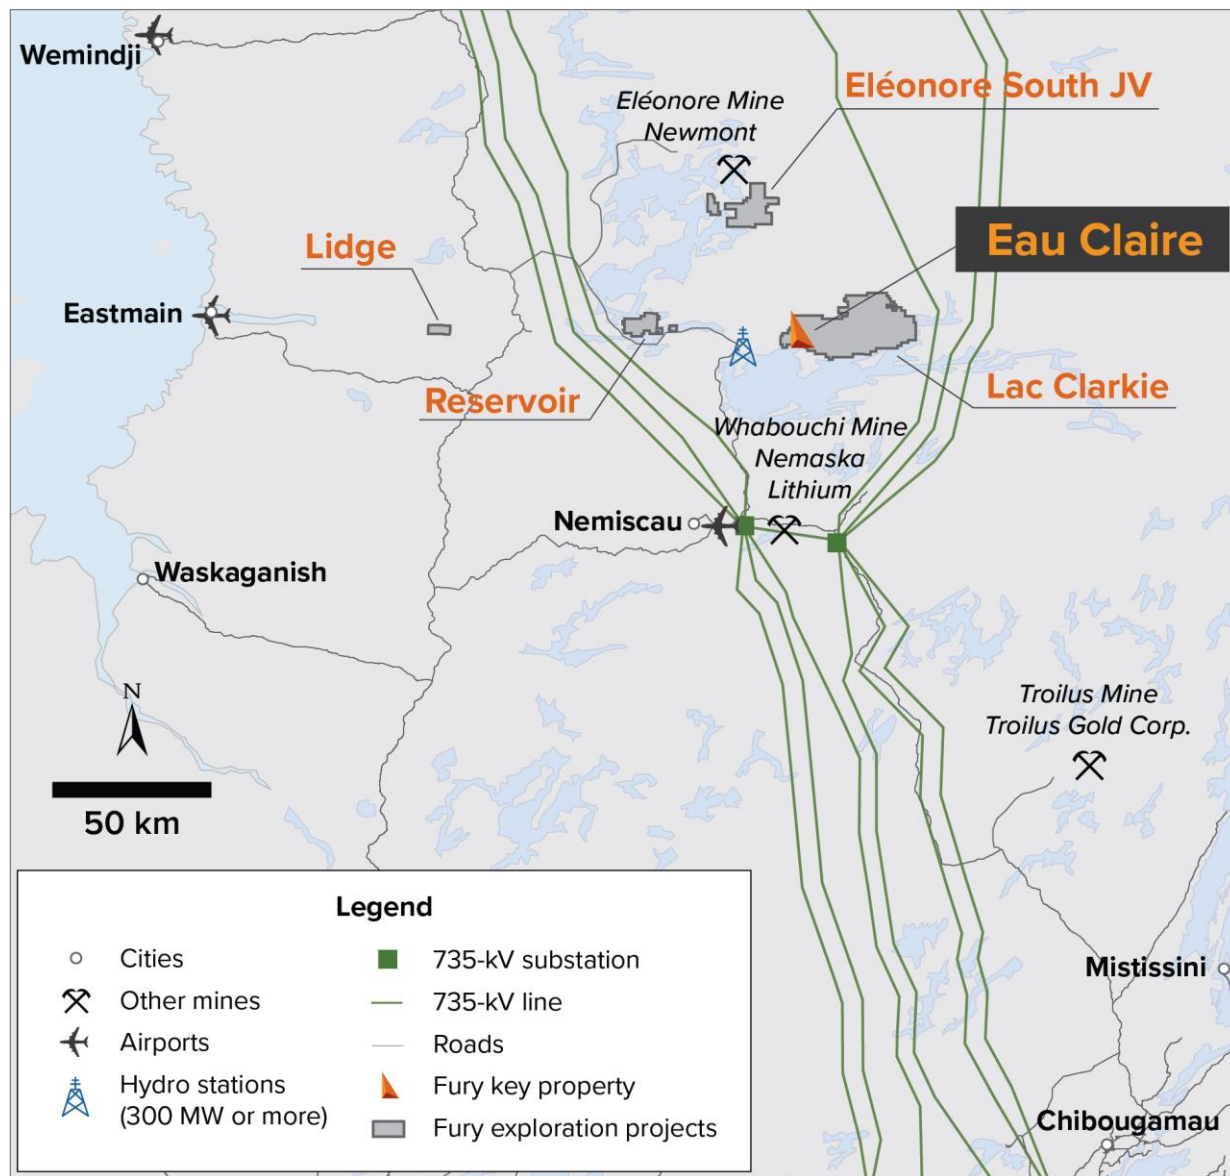 Wemindji
Eléonore Mine
Newmont
Eléonore South JV
Eau Claire
Lidge
Eastmain
Reservoir
Lac Clarkie
Whabouchi Mine
Nemaska
Lithium
Nemiscau
Waskaganish
N
50 km
Troilus Mine
Troilus Gold Corp.
Mistissini
Chibougamau
Legend
Cities
Other mines
Airports
Hydro stations
(300 MW or more)
735-kV substation
735-kV line
Roads
Fury key property
Fury exploration projects